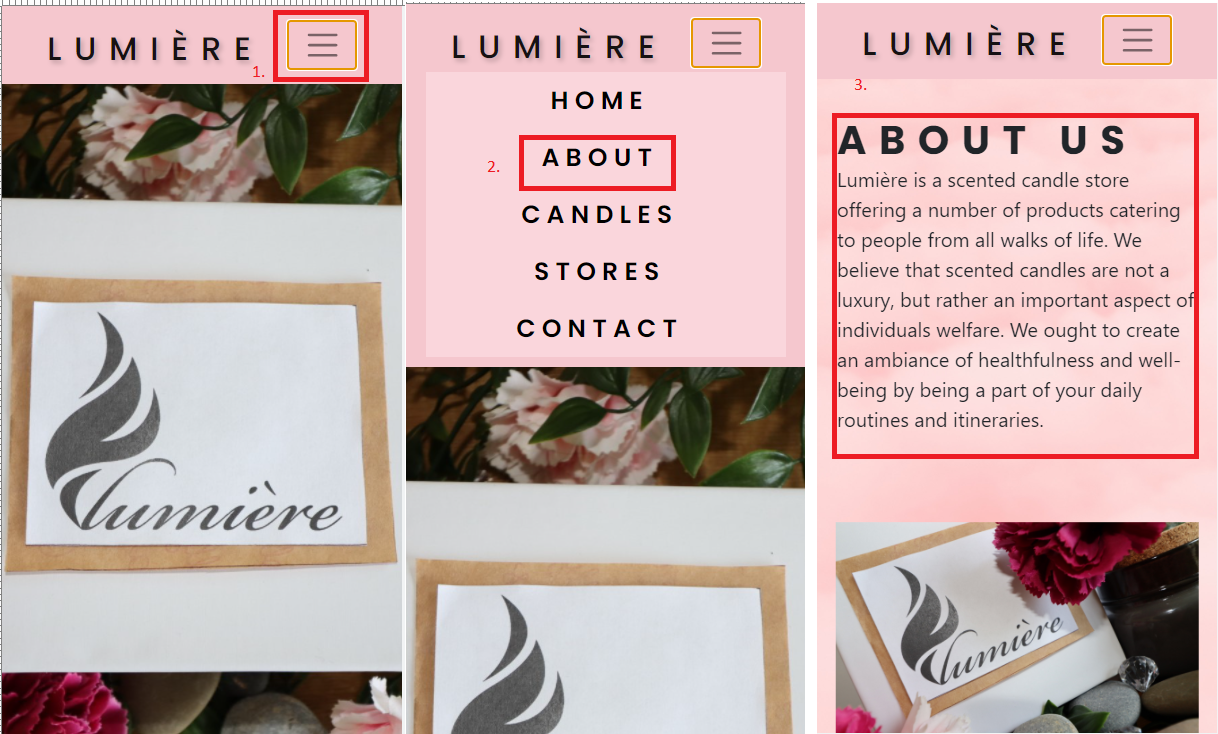 LUMIÈRE
1.
lumière
LUMIÈRE
HOME
2.
ABOUT
CANDLES
STORES
CONTACT
LUMIÈRE
3.
ABOUT US
Lumière is a scented candle store
offering a number of products catering
to people from all walks of life. We
believe that scented candles are not a
luxury, but rather an important aspect of
individuals welfare. We ought to create
an ambiance of healthfulness and well-
being by being a part of your daily
routines and itineraries.
lumière